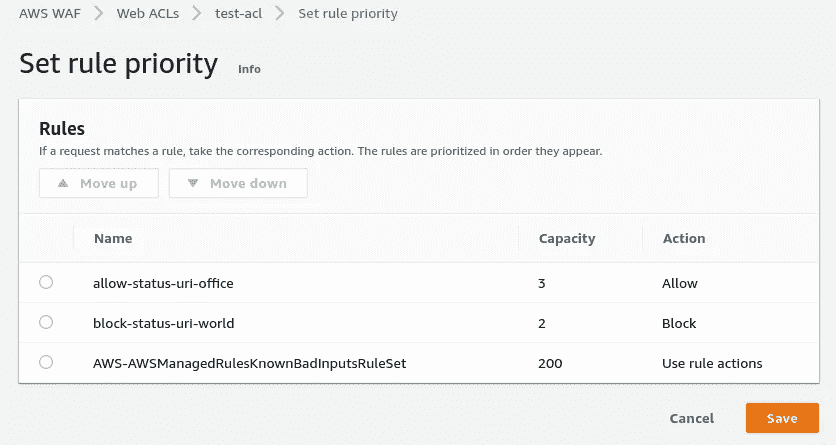 AWS WAF > Web ACLs > test-acl > Set rule priority
Set rule priority Info
Rules
If a request matches a rule, take the corresponding action. The rules are prioritized in order they appear.
Move up Move down
Name Capacity Action
allow-status-uri-office 3 Allow
block-status-uri-world 2 Block
AWS-AWSManagedRulesKnownBadInputsRuleSet 200 Use rule actions
Cancel Save